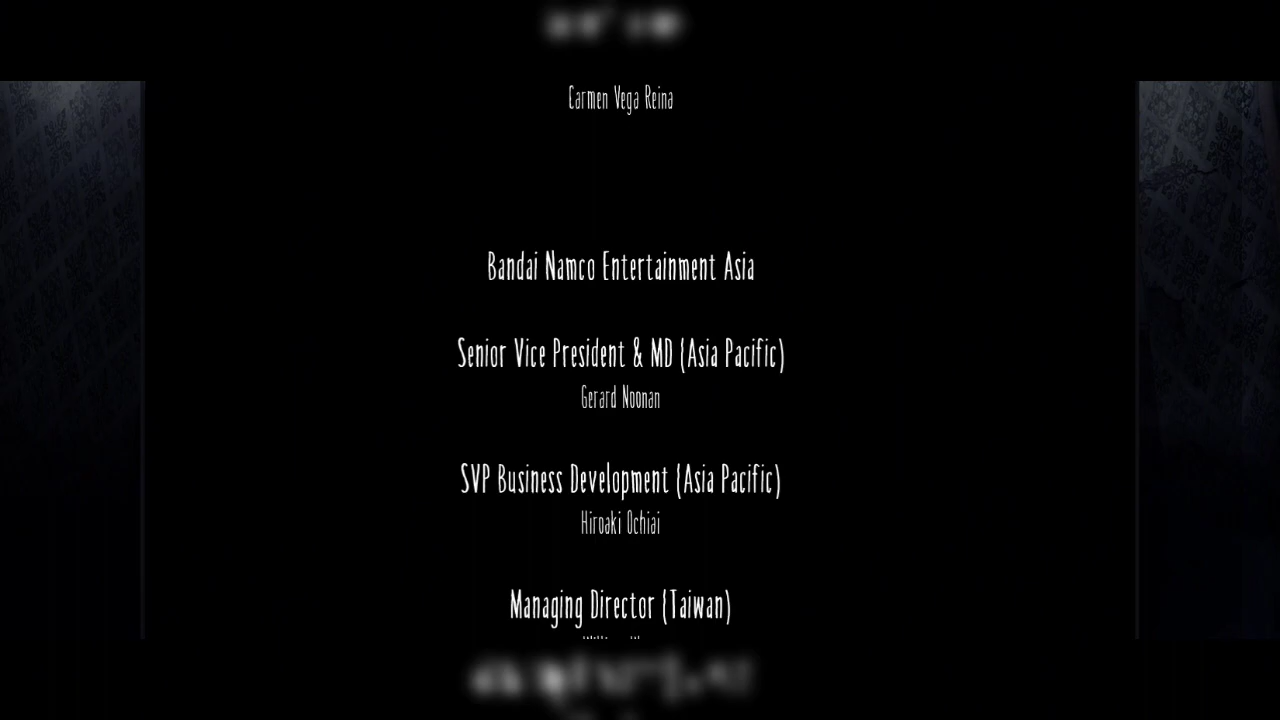 Carmen Vega Reina
Bandai Namco Entertainment Asia
Senior Vice President & MD (Asia Pacific)
Gerard Noonan
SVP Business Development (Asia Pacific)
Hiroaki Ochiai
Managing Director (Taiwan)